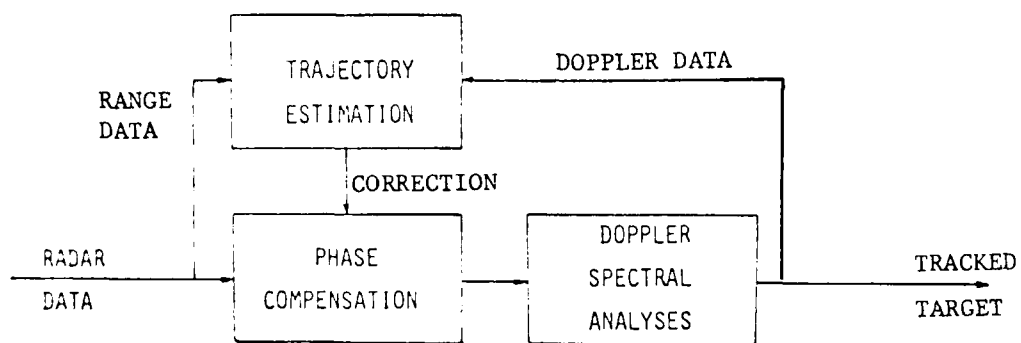 TRAJECTORY
ESTIMATION
DOPPLER DATA
RANGE
DATA
CORRECTION
RADAR
DATA
PHASE
COMPENSATION
DOPPLER
SPECTRAL
ANALYSES
TRACKED
TARGET